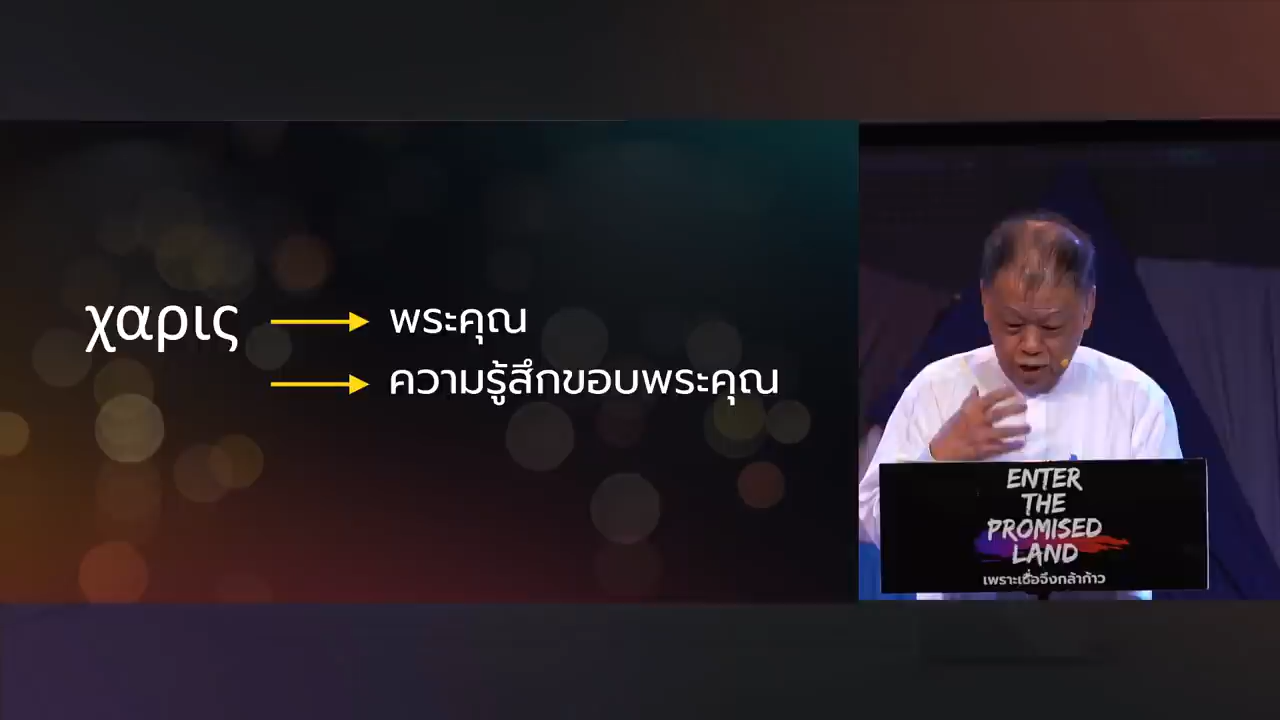 χαρις
พระคุณ
ความรู้สึกขอบพระคุณ
ENTER
THE
PROMISED
LAND
เพราะเชื่อจึงกล้าก้าว